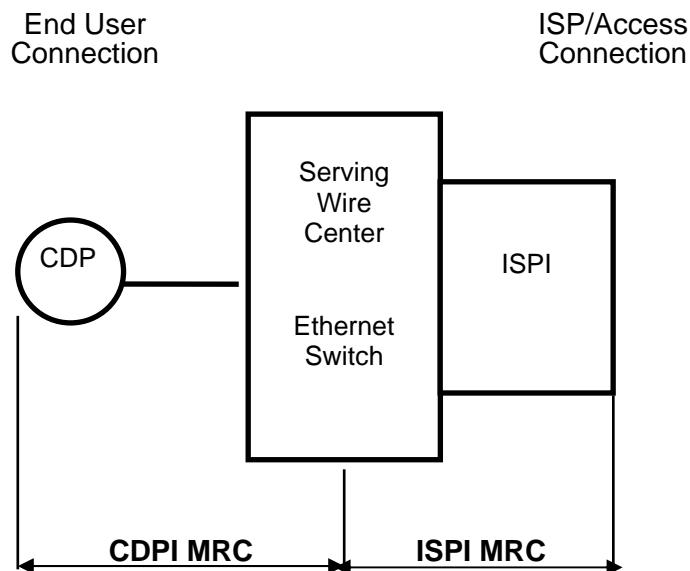 End User
Connection
ISP/Access
Connection
Serving
Wire
Center
CDP
ISPI
Ethernet
Switch
CDPI MRC
ISPI MRC